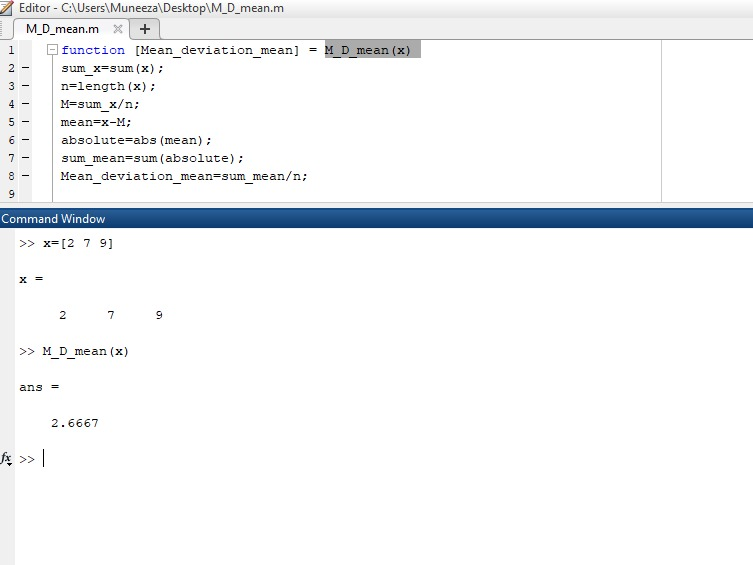 Editor - C:\Users\Muneeza\Desktop\M_D_mean.m
M_D_mean.m × +
1 function [Mean_deviation_mean] = M_D_mean(x)
2 - sum_x=sum(x);
3 - n=length(x);
4 - M=sum_x/n;
5 - mean=x-M;
6 - absolute=abs(mean);
7 - sum_mean=sum(absolute);
8 - Mean_deviation_mean=sum_mean/n;
9
Command Window
>> x=[2 7 9]
x =
2 7 9
>> M_D_mean(x)
ans =
2.6667
fx >>